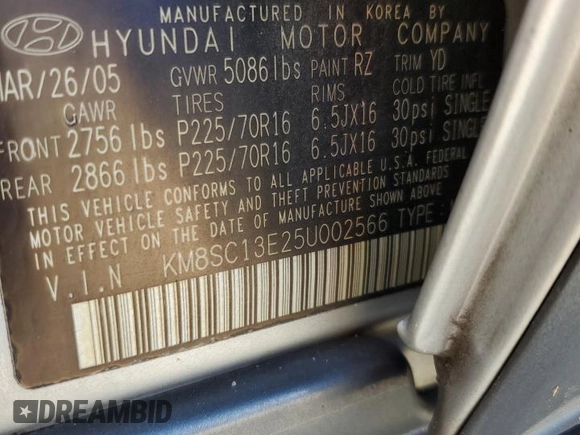 MANUFACTURED IN KOREA BY
HYUNDAI MOTOR COMPANY
MAR/26/05 GVWR 5086 lbs PAINT RZ TRIM YD
GAWR TIRES RIMS COLD TIRE INFL
FRONT 2756 lbs P225/70R16 6.5JX16 30psi SINGLE
REAR 2866 lbs P225/70R16 6.5JX16 30psi SINGLE
THIS VEHICLE CONFORMS TO ALL APPLICABLE U.S.A. FEDERAL
MOTOR VEHICLE SAFETY AND THEFT PREVENTION STANDARDS
IN EFFECT ON THE DATE OF MANUFACTURE SHOWN ABOVE
V.I.N KM8SC13E25U002566 TYPE:
DREAMBID